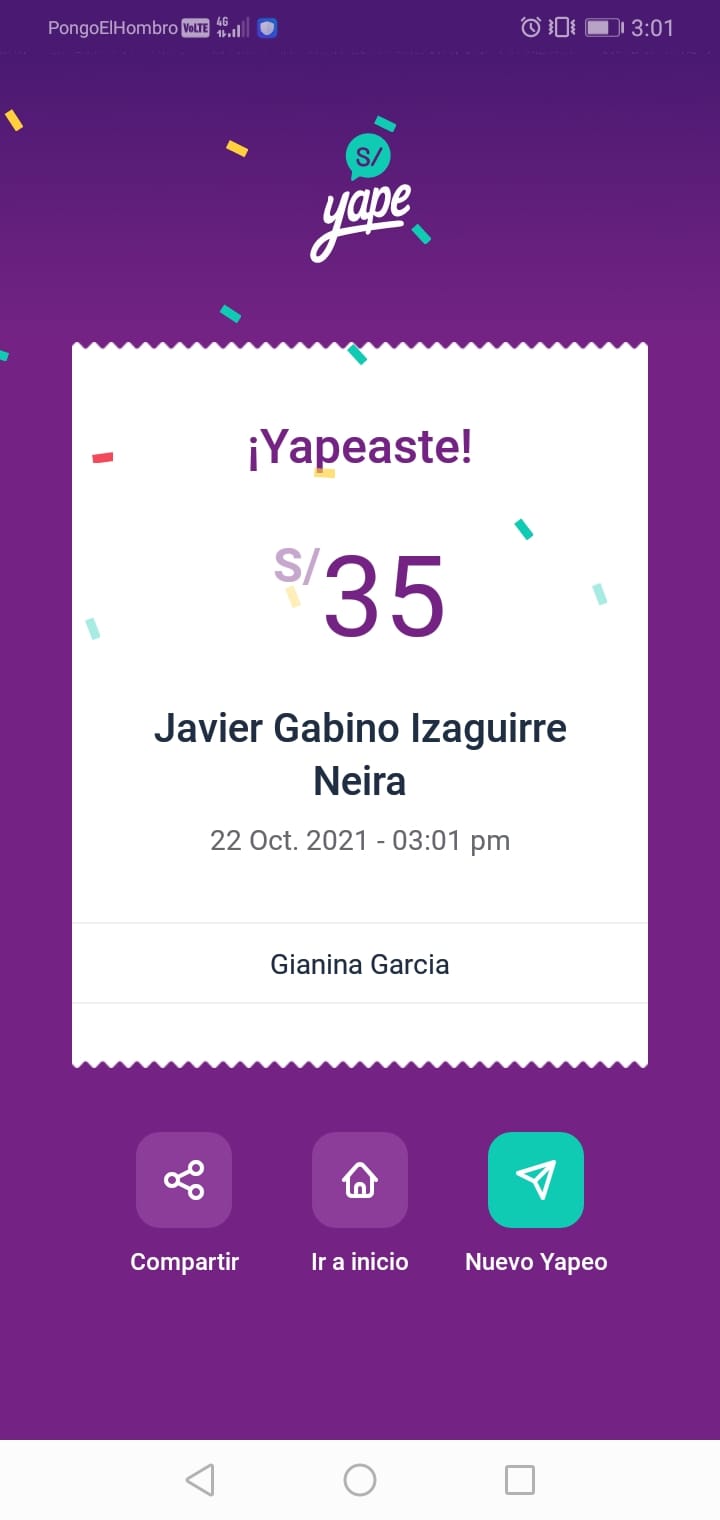 PongoElHombro VoLTE 4G 3:01
S/
yape
¡Yapeaste!
S/ 35
Javier Gabino Izaguirre
Neira
22 Oct. 2021 - 03:01 pm
Gianina Garcia
Compartir Ir a inicio Nuevo Yapeo